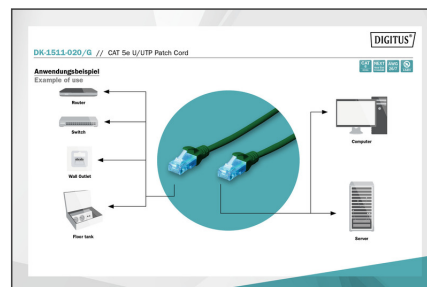 DIGITUS®
DK-1511-020/G // CAT 5e U/UTP Patch Cord
Anwendungsbeispiel
Example of use
Router
Switch
Wall Outlet
Floor tank
Computer
Server